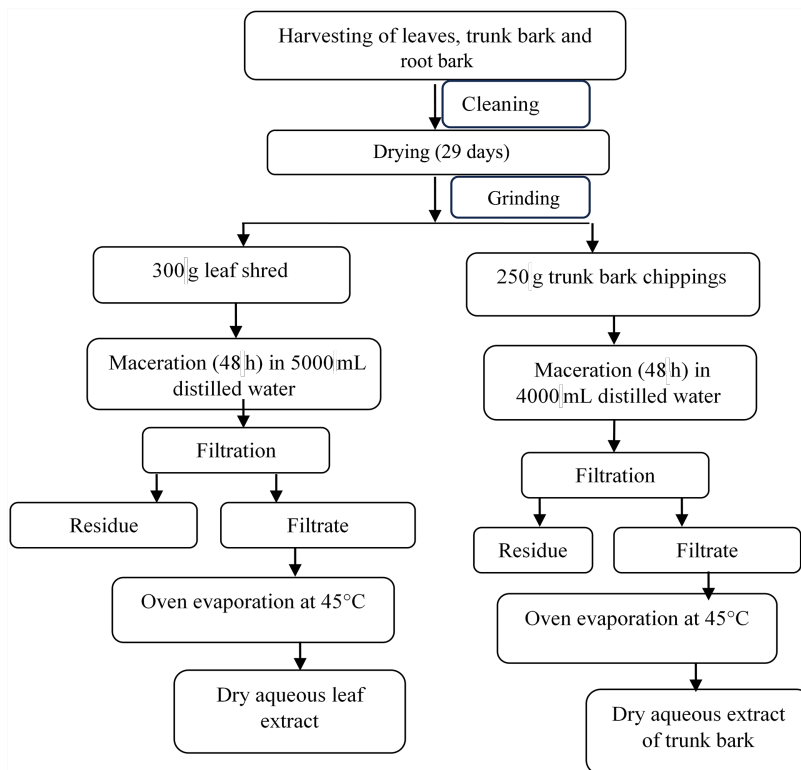 Harvesting of leaves, trunk bark and
root bark
Cleaning
Drying (29 days)
Grinding
300 g leaf shred
Maceration (48 h) in 5000 mL
distilled water
Filtration
Residue
Filtrate
Oven evaporation at 45°C
Dry aqueous leaf
extract
250 g trunk bark chippings
Maceration (48 h) in
4000 mL distilled water
Filtration
Residue
Filtrate
Oven evaporation at 45°C
Dry aqueous extract
of trunk bark